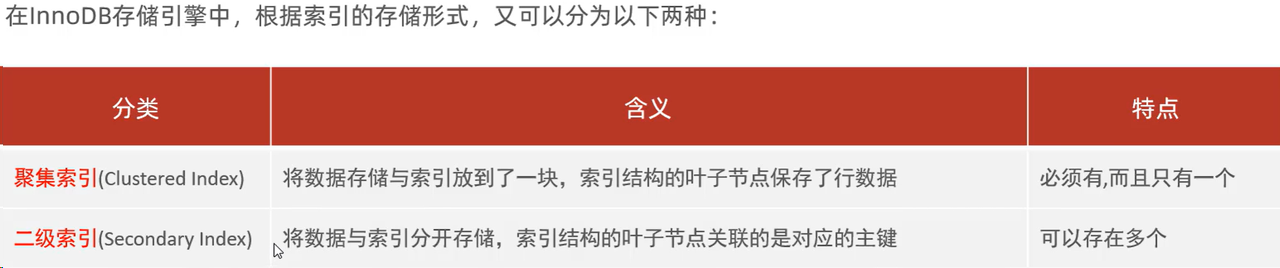 在InnoDB存储引擎中，根据索引的存储形式，又可以分为以下两种：
分类 含义 特点
聚集索引(Clustered Index) 将数据存储与索引放到了一块，索引结构的叶子节点保存了行数据 必须有,而且只有一个
二级索引(Secondary Index) 将数据与索引分开存储，索引结构的叶子节点关联的是对应的主键 可以存在多个